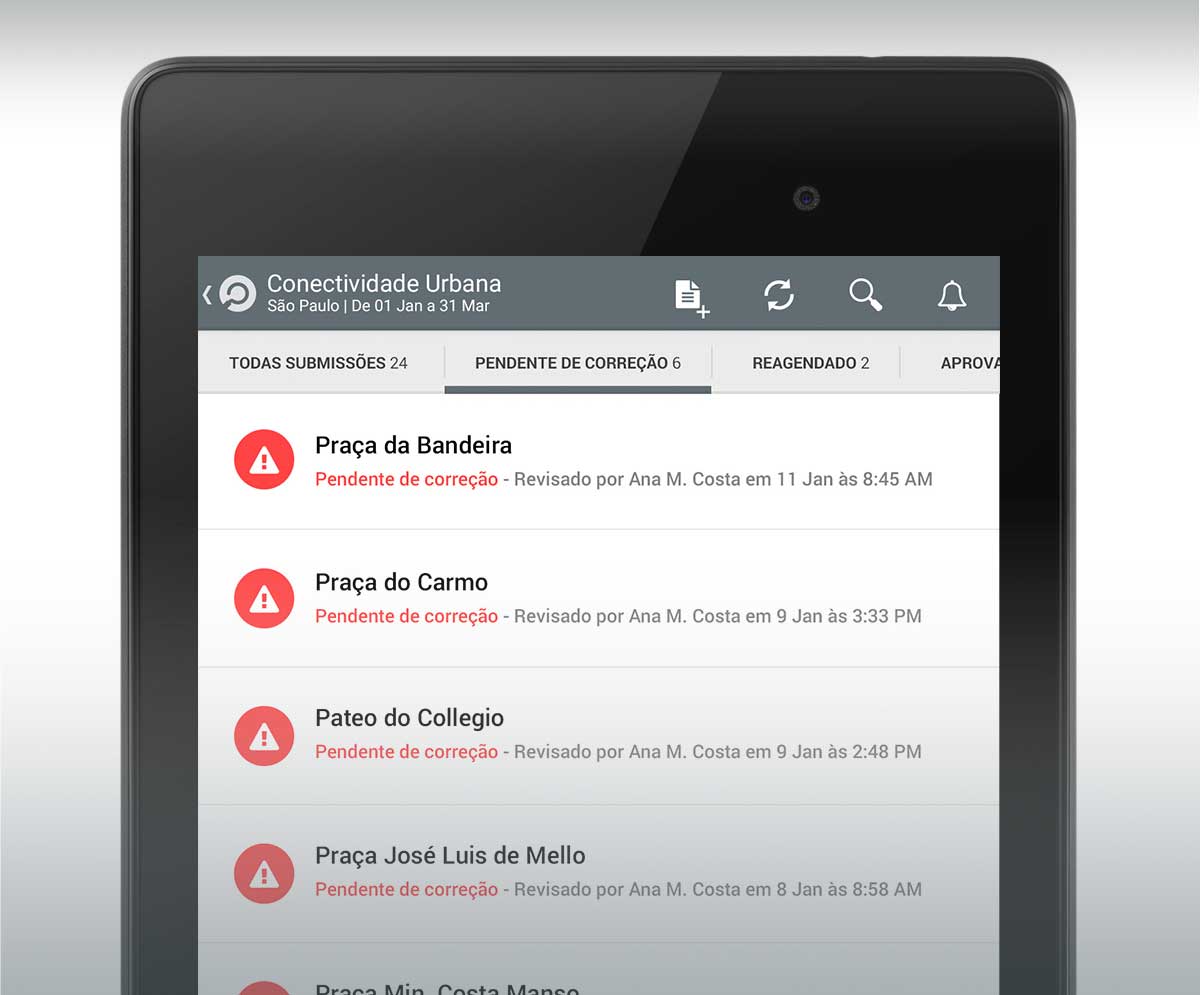 Conectividade Urbana
São Paulo | De 01 Jan a 31 Mar
TODAS SUBMISSÕES 24
PENDENTE DE CORREÇÃO 6
REAGENDADO 2
APROVA
Praça da Bandeira
Pendente de correção - Revisado por Ana M. Costa em 11 Jan às 8:45 AM
Praça do Carmo
Pendente de correção - Revisado por Ana M. Costa em 9 Jan às 3:33 PM
Pateo do Collegio
Pendente de correção - Revisado por Ana M. Costa em 9 Jan às 2:48 PM
Praça José Luis de Mello
Pendente de correção - Revisado por Ana M. Costa em 8 Jan às 8:58 AM
Praça Min. Costa Manso